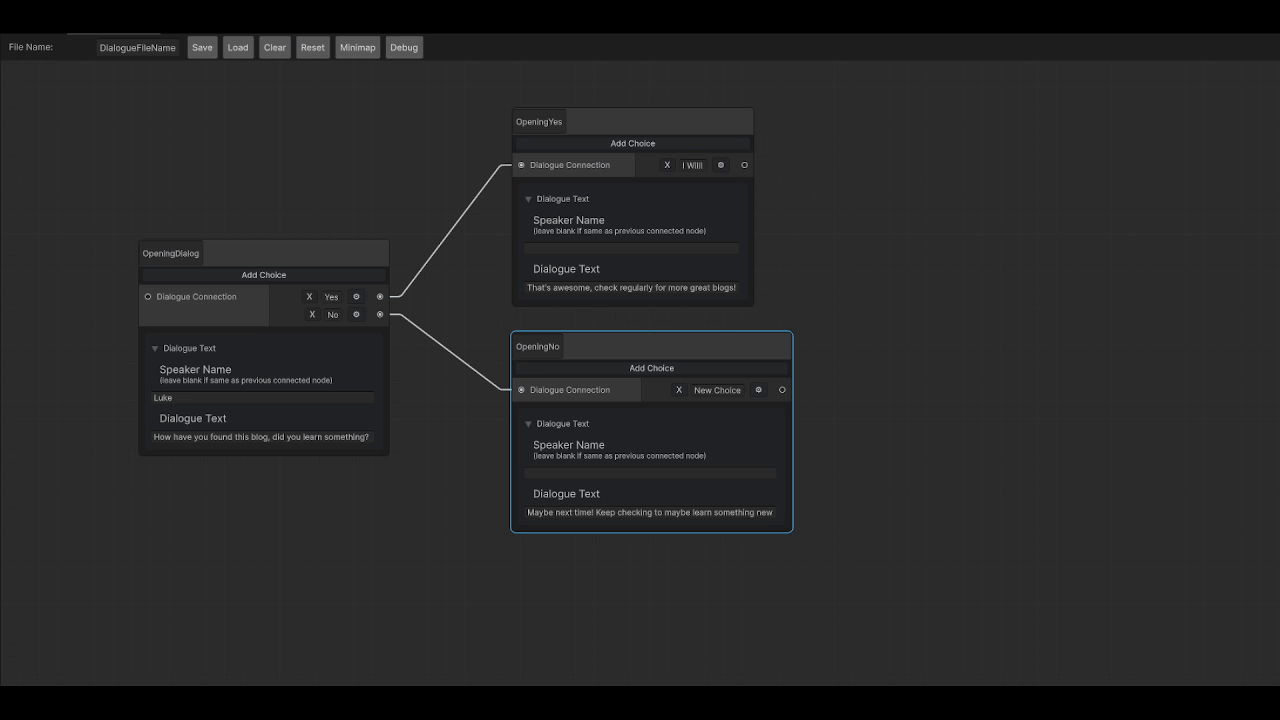 File Name: DialogueFileName Save Load Clear Reset Minimap Debug
OpeningYes
Add Choice
Dialogue Connection X I Will! 
Dialogue Text
Speaker Name
(leave blank if same as previous connected node)
Dialogue Text
That's awesome, check regularly for more great blogs!
OpeningDialog
Add Choice
Dialogue Connection X Yes
X No
Dialogue Text
Speaker Name
(leave blank if same as previous connected node)
Luke
Dialogue Text
How have you found this blog, did you learn something?
OpeningNo
Add Choice
Dialogue Connection X New Choice
Dialogue Text
Speaker Name
(leave blank if same as previous connected node)
Dialogue Text
Maybe next time! Keep checking to maybe learn something new